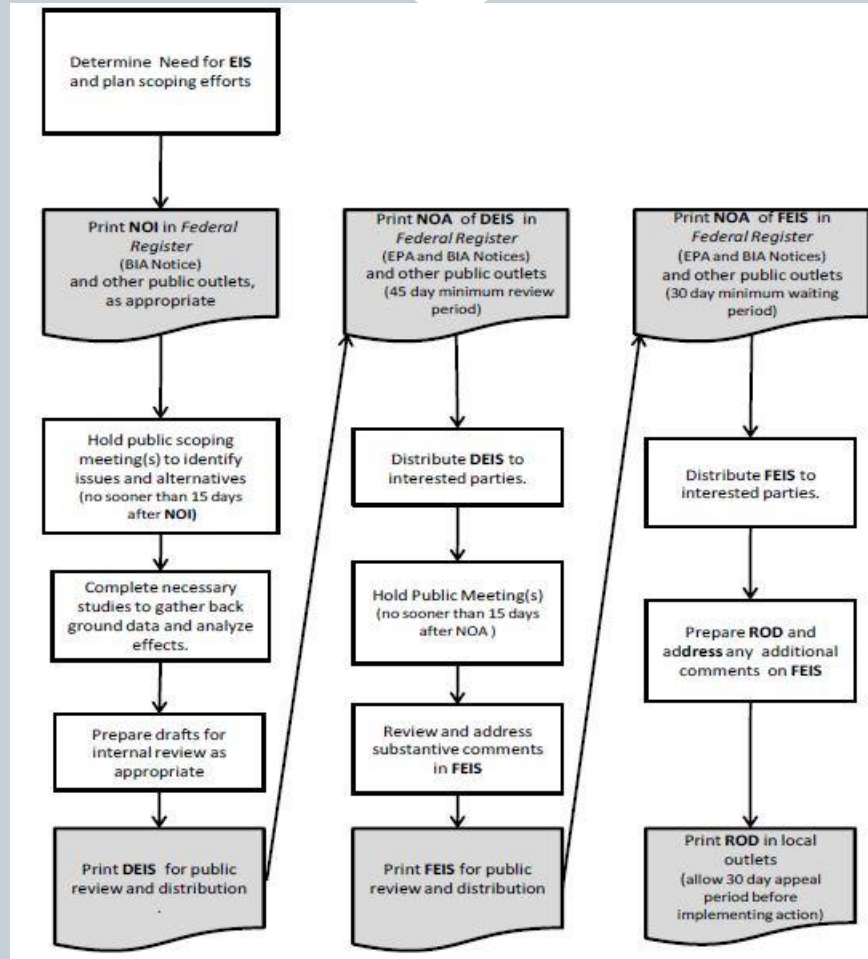 Determine Need for EIS
and plan scoping efforts
Print NOI in Federal
Register
(BIA Notice)
and other public outlets,
as appropriate
Hold public scoping
meeting(s) to identify
issues and alternatives
(no sooner than 15 days
after NOI)
Complete necessary
studies to gather back
ground data and analyze
effects.
Prepare drafts for
internal review as
appropriate
Print DEIS for public
review and distribution
.
Print NOA of DEIS in
Federal Register
(EPA and BIA Notices)
and other public outlets
(45 day minimum review
period)
Distribute DEIS to
interested parties.
Hold Public Meeting(s)
(no sooner than 15 days
after NOA )
Review and address
substantive comments
in FEIS
Print FEIS for public
review and distribution
Print NOA of FEIS in
Federal Register
(EPA and BIA Notices)
and other public outlets
(30 day minimum waiting
period)
Distribute FEIS to
interested parties.
Prepare ROD and
address any additional
comments on FEIS
Print ROD in local
outlets
(allow 30 day appeal
period before
implementing action)